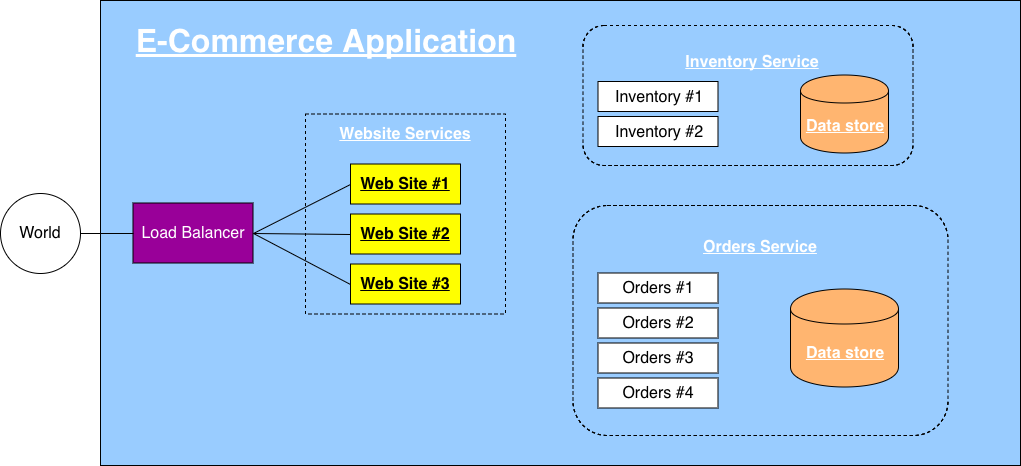 E-Commerce Application
World
Load Balancer
Website Services
Web Site #1
Web Site #2
Web Site #3
Inventory Service
Inventory #1
Inventory #2
Data store
Orders Service
Orders #1
Orders #2
Orders #3
Orders #4
Data store